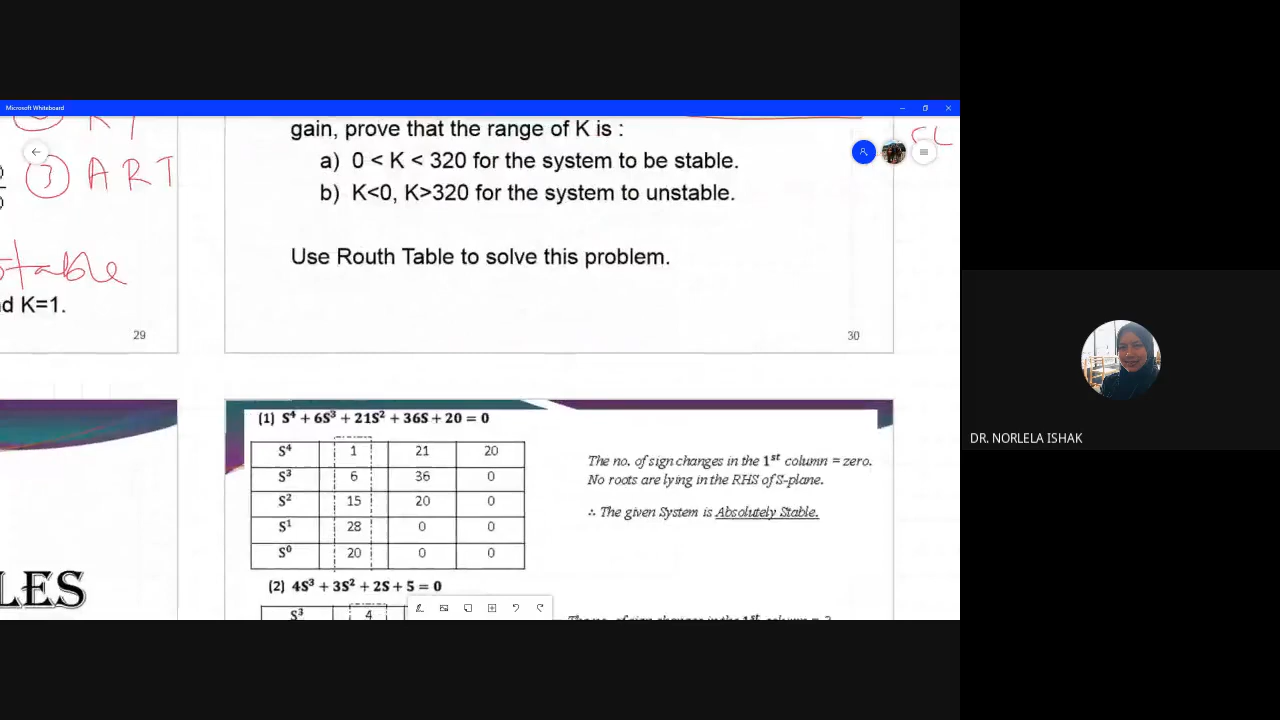 Microsoft Whiteboard
gain, prove that the range of K is :
a) 0 < K < 320 for the system to be stable.
b) K<0, K>320 for the system to unstable.
Use Routh Table to solve this problem.
30
3 A R T
stable
nd K=1.
29
LES
(1) S⁴ + 6S³ + 21S² + 36S + 20 = 0
S⁴ 1 21 20
S³ 6 36 0
S² 15 20 0
S¹ 28 0 0
S⁰ 20 0 0
The no. of sign changes in the 1ˢᵗ column = zero.
No roots are lying in the RHS of S-plane.
∴ The given System is Absolutely Stable.
(2) 4S³ + 3S² + 2S + 5 = 0
S³ 4
DR. NORLELA ISHAK